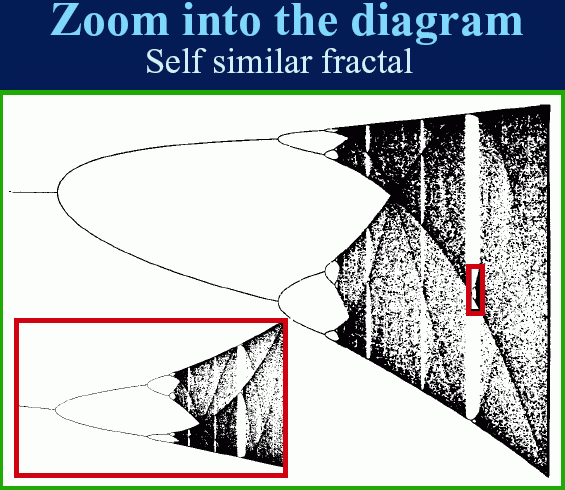 Zoom into the diagram
Self similar fractal